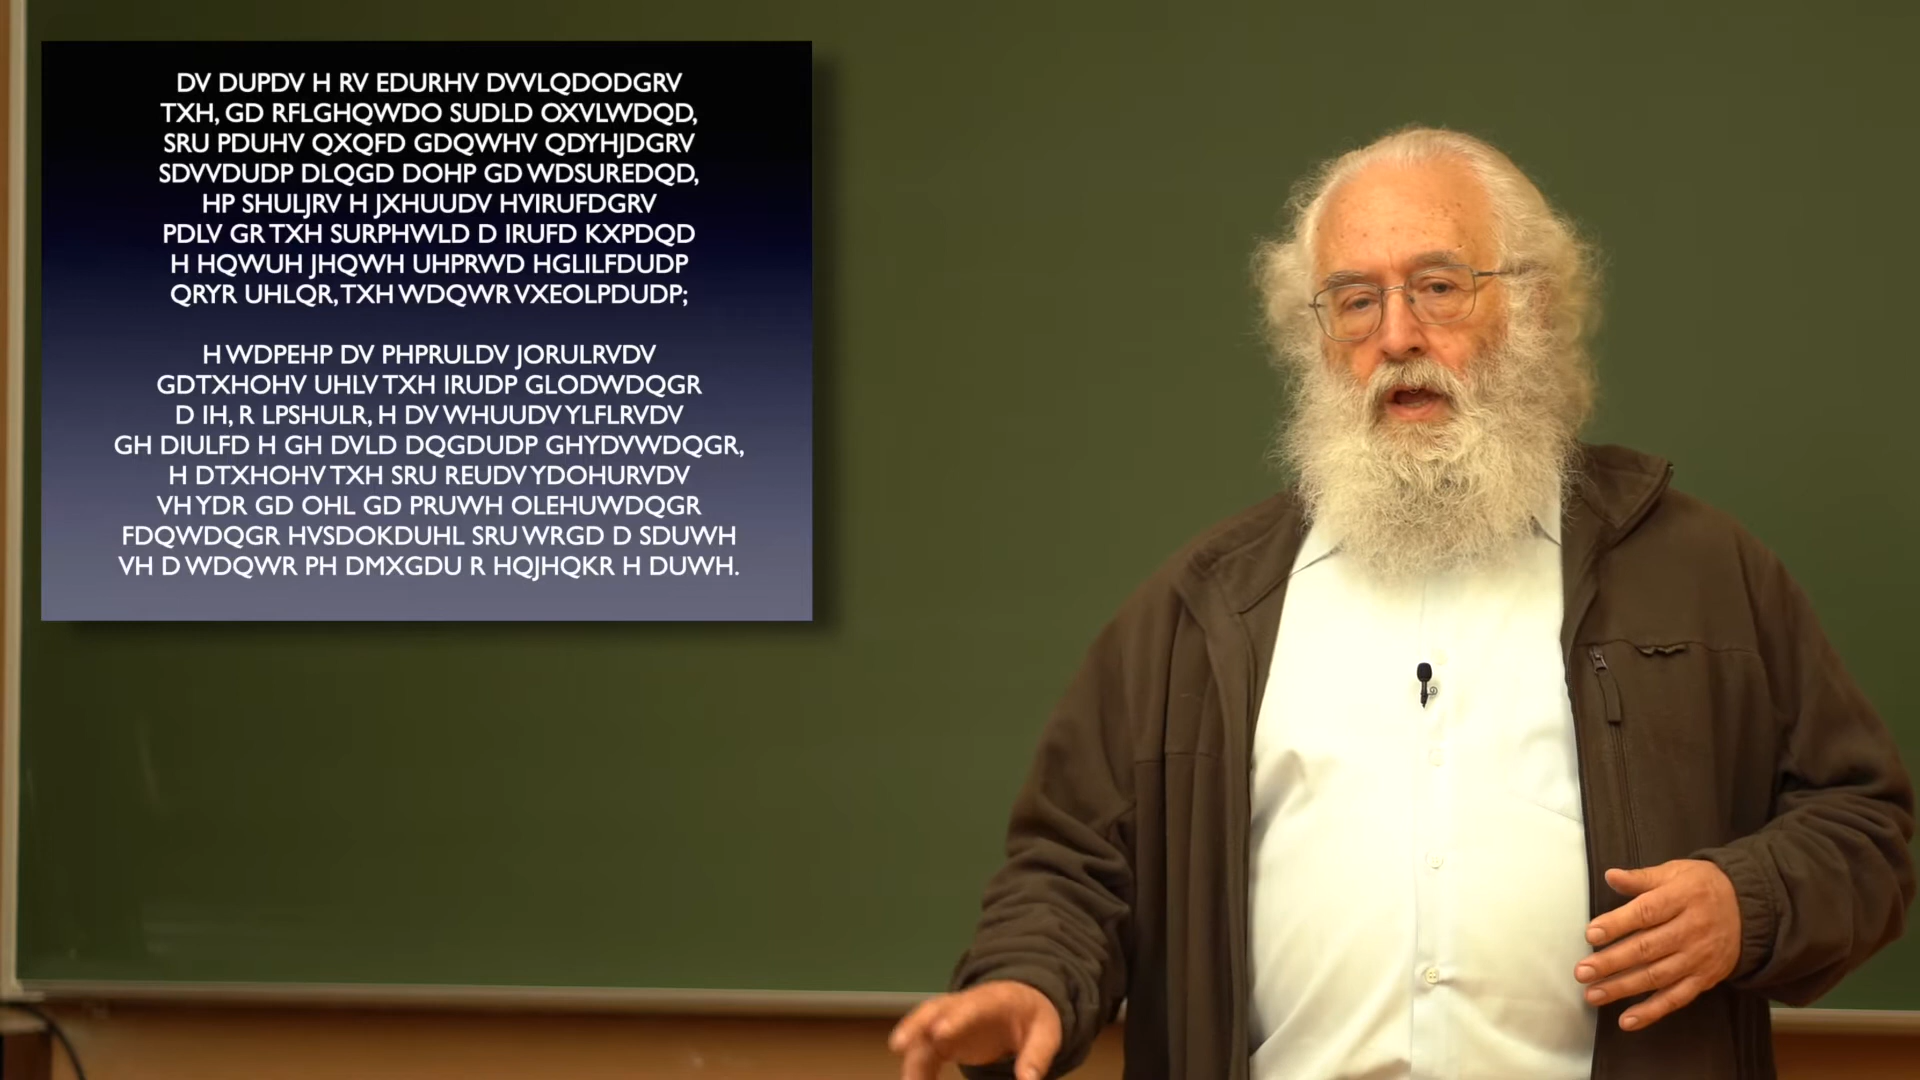 DV DUPDV H RV EDURHV DVVLQDODGRV
TXH, GD RFLGHQWDO SUDLD OXVLWDQD,
SRU PDUHV QXQFD GDQWHV QDYHJDGRV
SDVVDUDP DLQGD DOHP GD WDSUREDQD,
HP SHULJRV H JXHUUDV HVIRUFDGRV
PDLV GR TXH SURPHWLD D IRUFD KXPDQD
H HQWUH JHQWH UHPRWD HGLILFDUDP
QRYR UHLQR, TXH WDQWR VXEOLPDUDP;
H WDPEHP DV PHPRULDV JORULRVDV
GDTXHOHV UHLV TXH IRUDP GLODWDQGR
D IH, R LPSHULR, H DV WHUUDV YLFLRVDV
GH DIULFD H GH DVLD DQGDUDP GHYDVWDQGR,
H DTXHOHV TXH SRU REUDV YDOHURVDV
VH YDR GD OHL GD PRUWH OLEHUWDQGR
FDQWDQGR HVSDOKDUHL SRU WRGD D SDUWH
VH D WDQWR PH DMXGDU R HQJHQKR H DUWH.